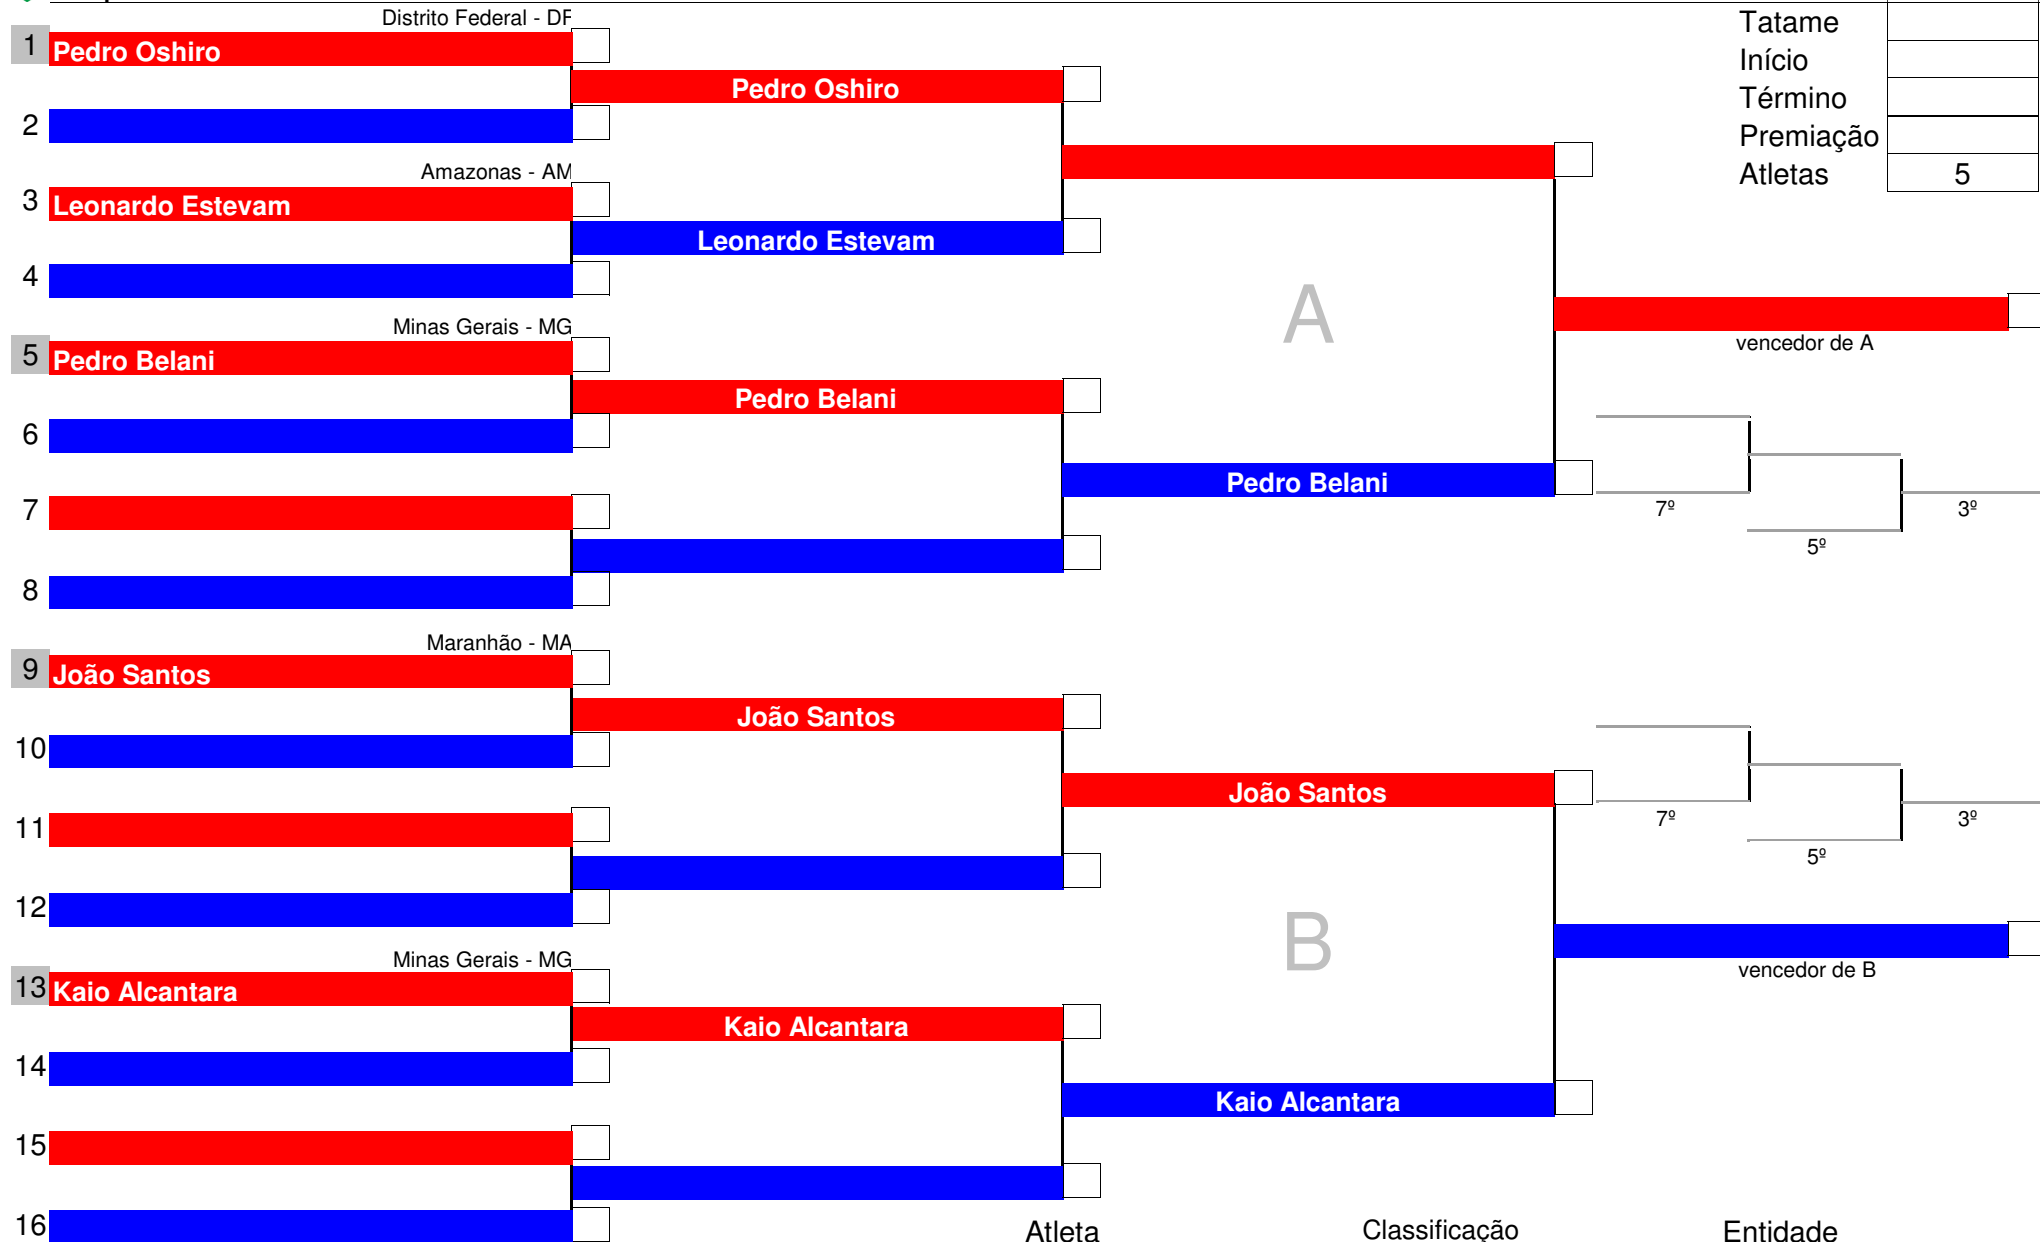 Distrito Federal - DF
1 Pedro Oshiro
Pedro Oshiro
2
Amazonas - AM
3 Leonardo Estevam
Leonardo Estevam
4
Minas Gerais - MG
5 Pedro Belani
Pedro Belani
6
Pedro Belani
7
8
Maranhão - MA
9 João Santos
João Santos
10
João Santos
11
12
Minas Gerais - MG
13 Kaio Alcantara
Kaio Alcantara
14
Kaio Alcantara
15
16
A
B
Tatame
Início
Término
Premiação
Atletas 5
vencedor de A
7º
3º
5º
7º
3º
5º
vencedor de B
Atleta Classificação Entidade